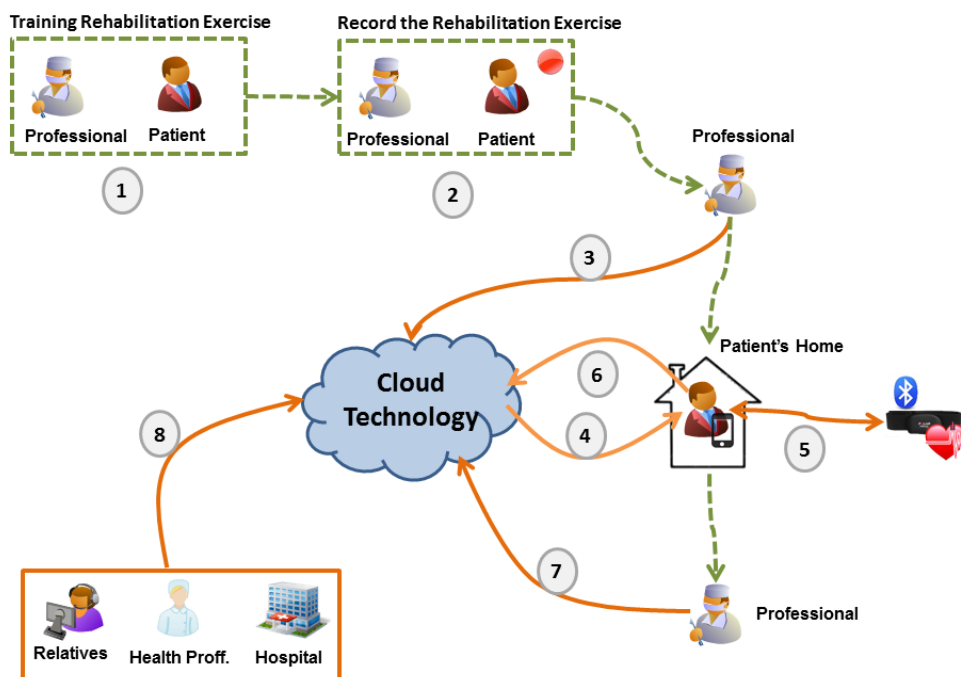 Training Rehabilitation Exercise
Record the Rehabilitation Exercise
Professional
Patient
Professional
Patient
1
2
Professional
3
Patient's Home
Cloud
Technology
6
4
5
8
7
Relatives
Health Proff.
Hospital
Professional